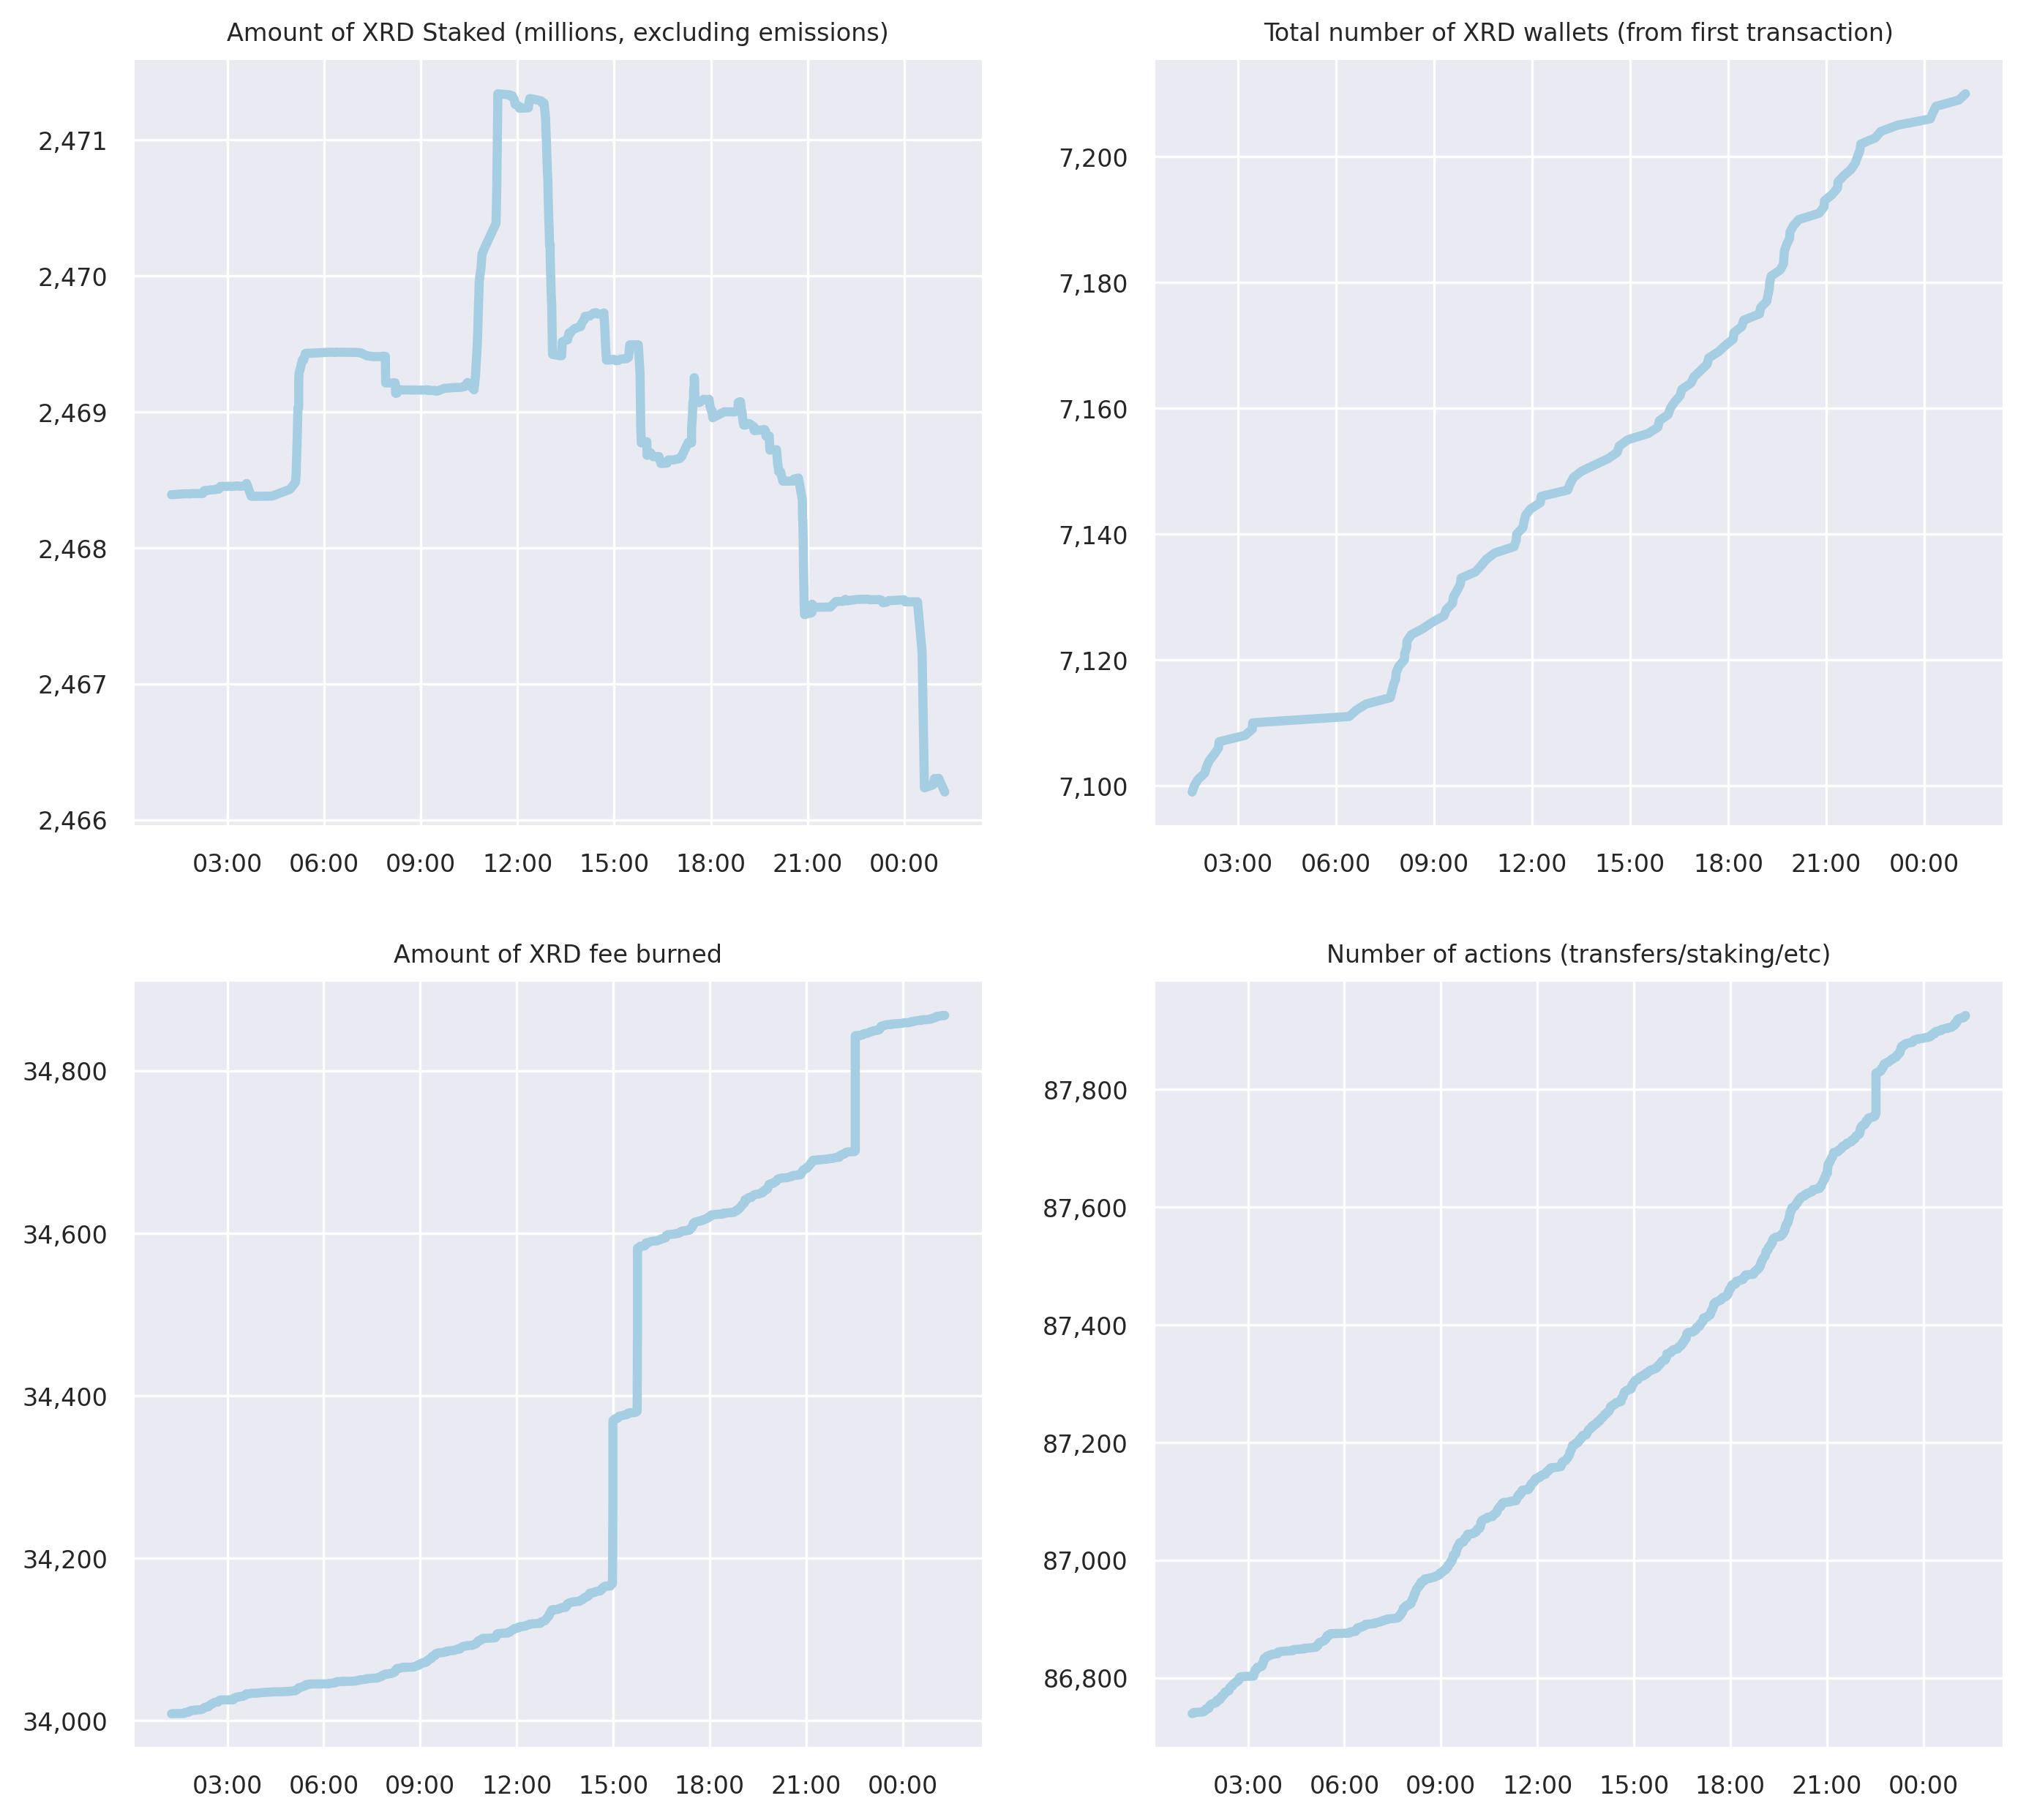 Amount of XRD Staked (millions, excluding emissions)
2,471
2,470
2,469
2,468
2,467
2,466
03:00 06:00 09:00 12:00 15:00 18:00 21:00 00:00
Total number of XRD wallets (from first transaction)
7,200
7,180
7,160
7,140
7,120
7,100
03:00 06:00 09:00 12:00 15:00 18:00 21:00 00:00
Amount of XRD fee burned
34,800
34,600
34,400
34,200
34,000
03:00 06:00 09:00 12:00 15:00 18:00 21:00 00:00
Number of actions (transfers/staking/etc)
87,800
87,600
87,400
87,200
87,000
86,800
03:00 06:00 09:00 12:00 15:00 18:00 21:00 00:00